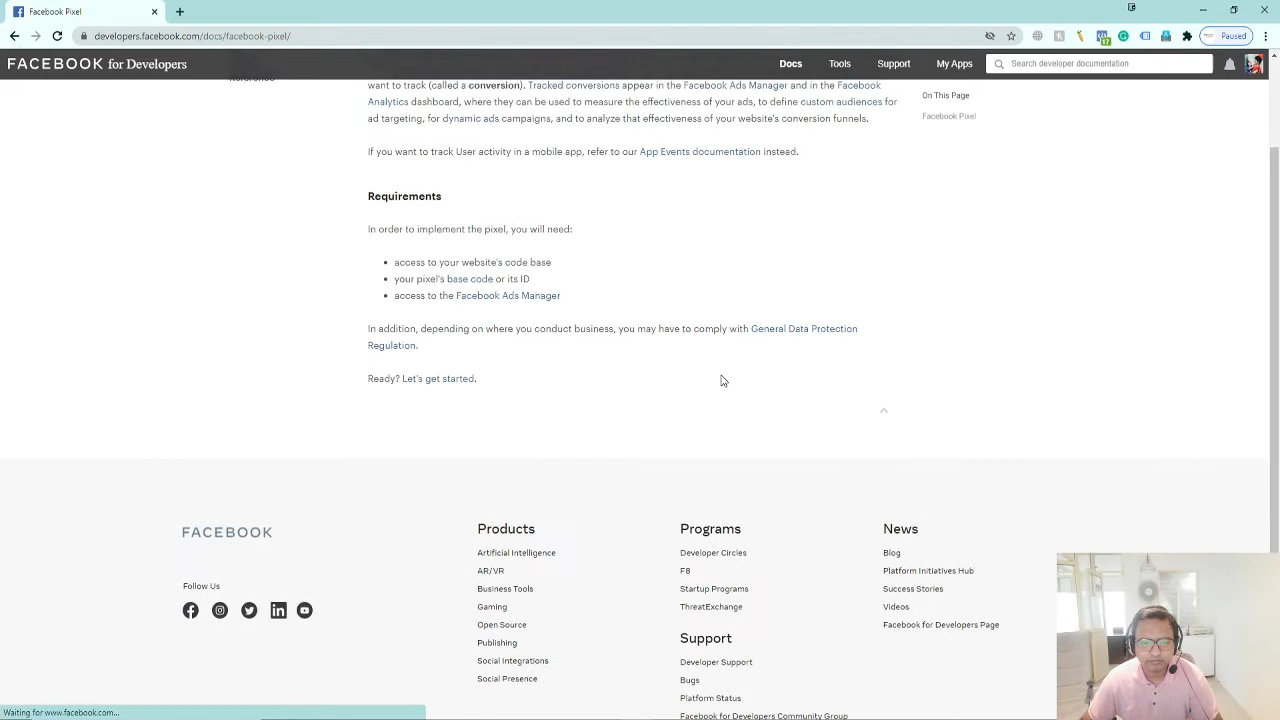 Facebook Pixel
developers.facebook.com/docs/facebook-pixel/
17
Paused
FACEBOOK for Developers
Docs
Tools
Support
My Apps
Search developer documentation
want to track (called a conversion). Tracked conversions appear in the Facebook Ads Manager and in the Facebook
Analytics dashboard, where they can be used to measure the effectiveness of your ads, to define custom audiences for
ad targeting, for dynamic ads campaigns, and to analyze that effectiveness of your website's conversion funnels.
If you want to track User activity in a mobile app, refer to our App Events documentation instead.
Requirements
In order to implement the pixel, you will need:
access to your website's code base
your pixel's base code or its ID
access to the Facebook Ads Manager
In addition, depending on where you conduct business, you may have to comply with General Data Protection
Regulation.
Ready? Let's get started.
On This Page
Facebook Pixel
FACEBOOK
Follow Us
Products
Artificial Intelligence
AR/VR
Business Tools
Gaming
Open Source
Publishing
Social Integrations
Social Presence
Programs
Developer Circles
F8
Startup Programs
ThreatExchange
Support
Developer Support
Bugs
Platform Status
Facebook for Developers Community Group
News
Blog
Platform Initiatives Hub
Success Stories
Videos
Facebook for Developers Page
Waiting for www.facebook.com...